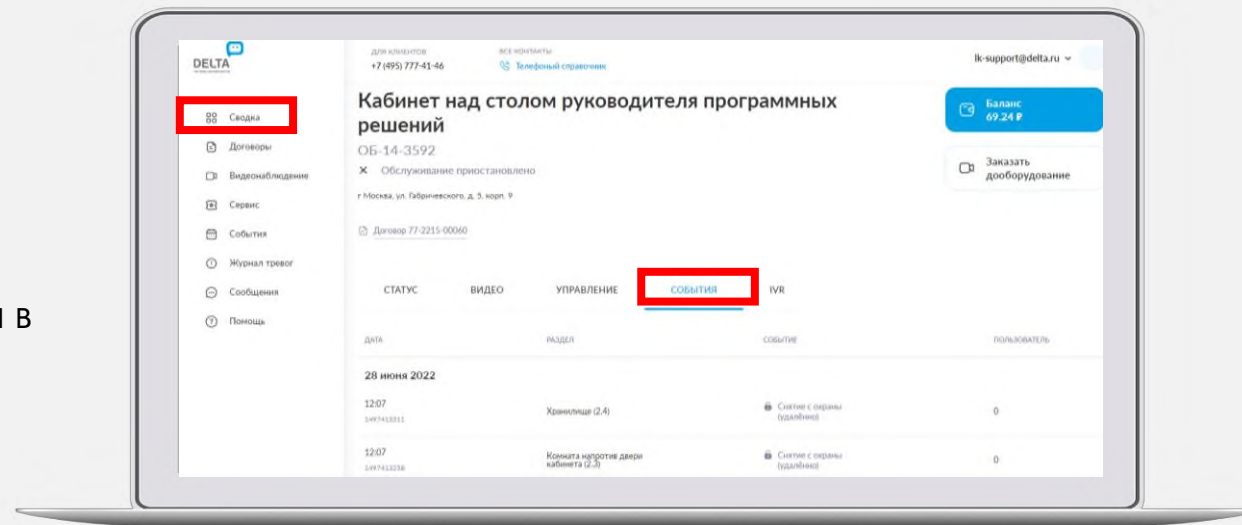 DELTA
ДЛЯ КЛИЕНТОВ
+7 (495) 777-41-46
ВСЕ КОНТАКТЫ
Телефонный справочник
lk-support@delta.ru
Сводка
Договоры
Видеонаблюдение
Сервис
События
Журнал тревог
Сообщения
Помощь
Кабинет над столом руководителя программных
решений
ОБ-14-3592
Обслуживание приостановлено
г Москва, ул. Габричевского, д. 5, корп. 9
Договор 77-2215-00060
Баланс
69.24 ₽
Заказать
дооборудование
СТАТУС ВИДЕО УПРАВЛЕНИЕ СОБЫТИЯ IVR
ДАТА РАЗДЕЛ СОБЫТИЕ ПОЛЬЗОВАТЕЛЬ
28 июня 2022
12:07 Хранилище (2.4) Снятие с охраны 0
(удалённо)
12:07 Комната напротив двери Снятие с охраны 0
кабинета (2.3) (удалённо)
в